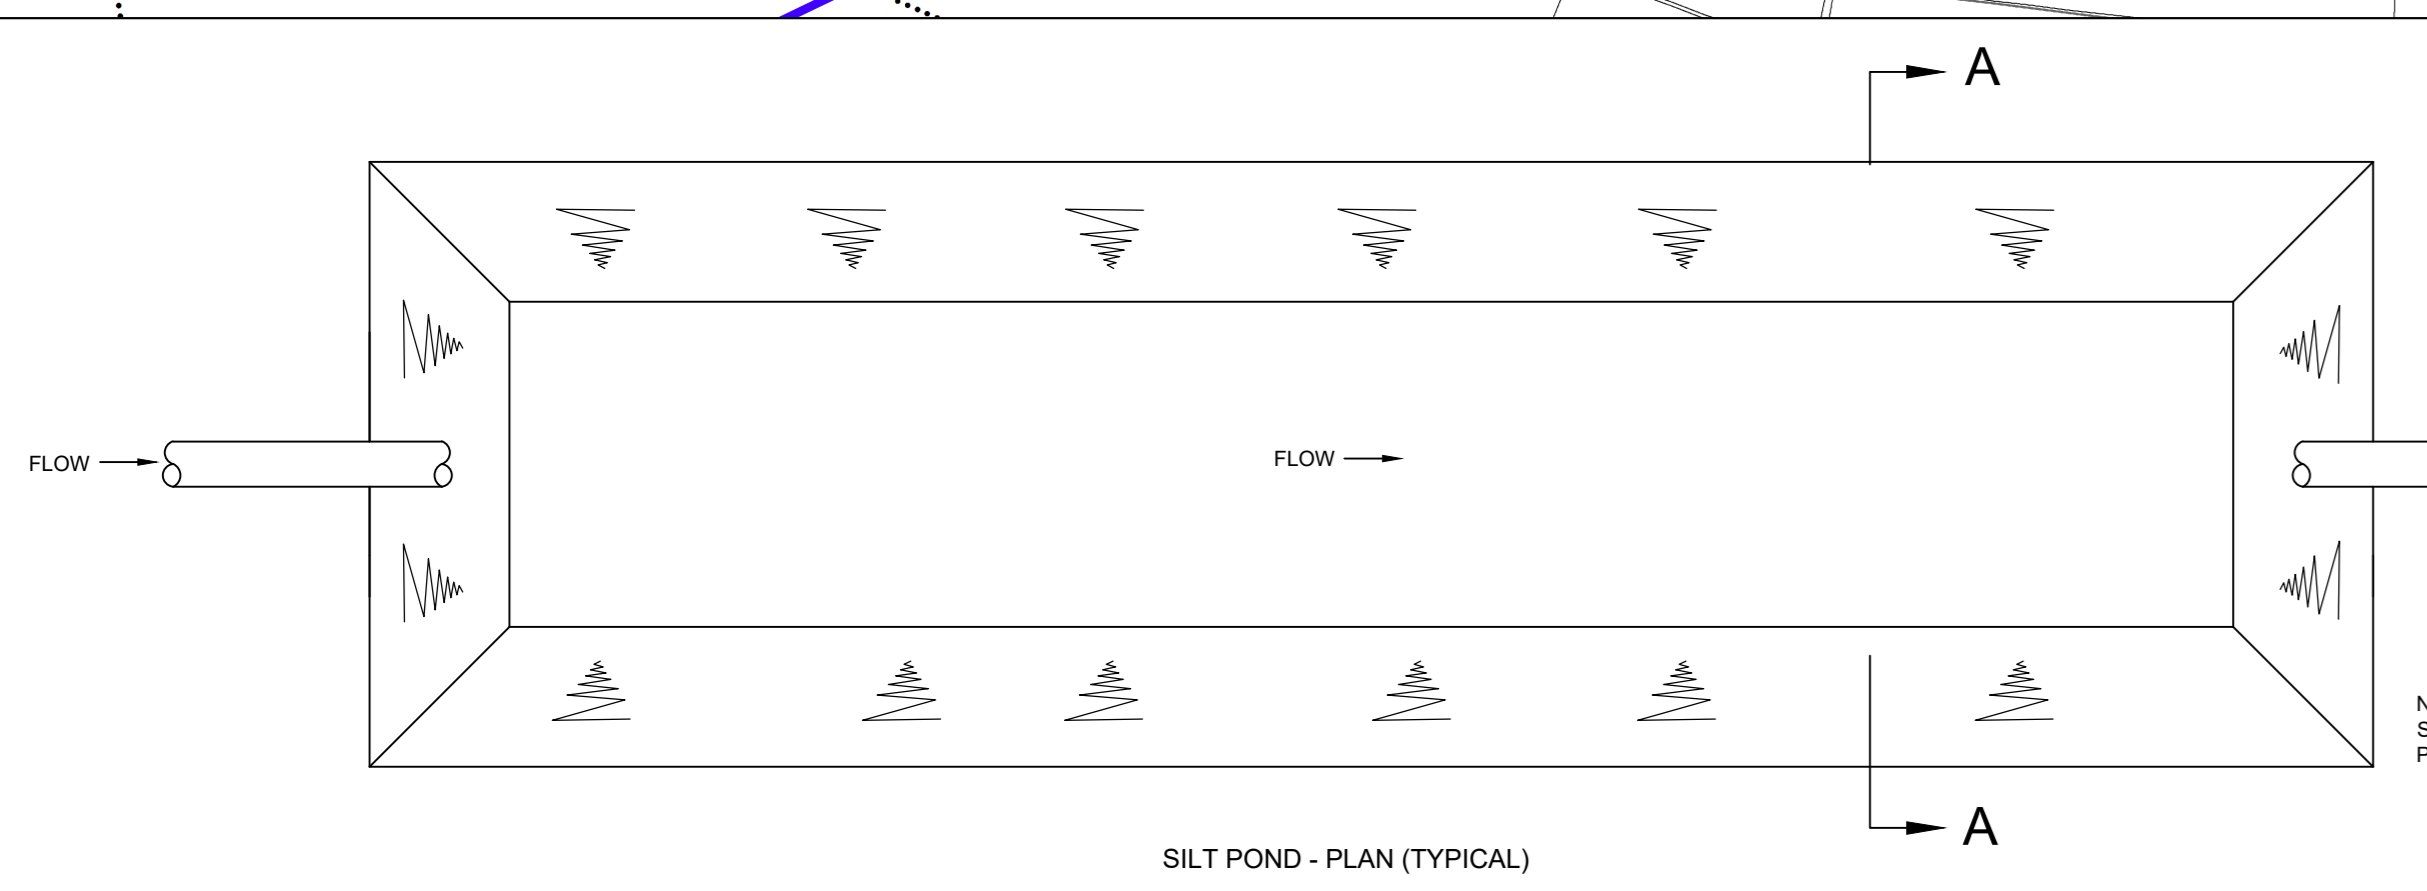 A
FLOW
FLOW
A
SILT POND - PLAN (TYPICAL)